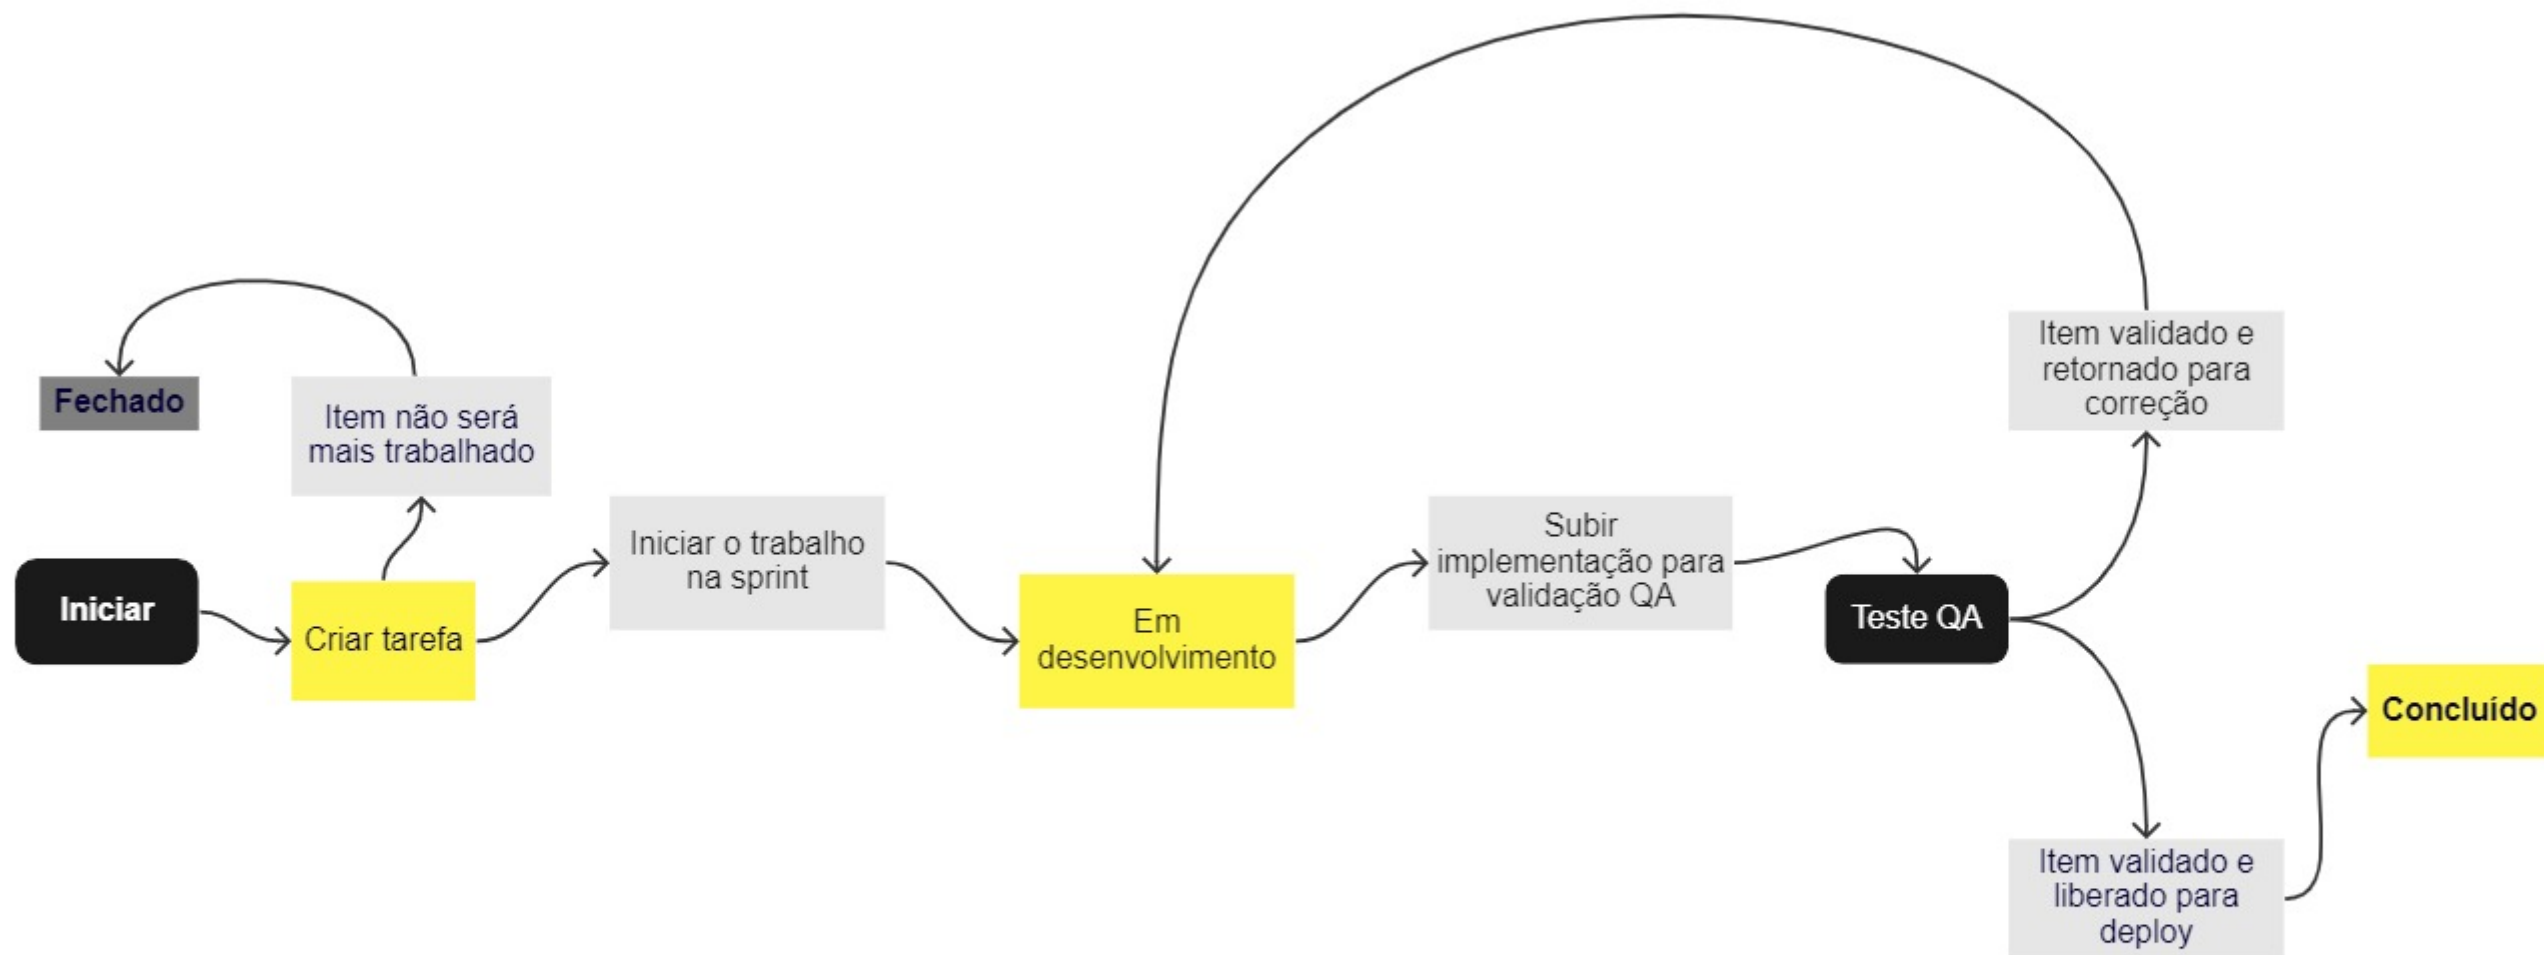 Fechado
Item não será
mais trabalhado
Iniciar
Criar tarefa
Iniciar o trabalho
na sprint
Em
desenvolvimento
Subir
implementação para
validação QA
Teste QA
Item validado e
retornado para
correção
Item validado e
liberado para
deploy
Concluído